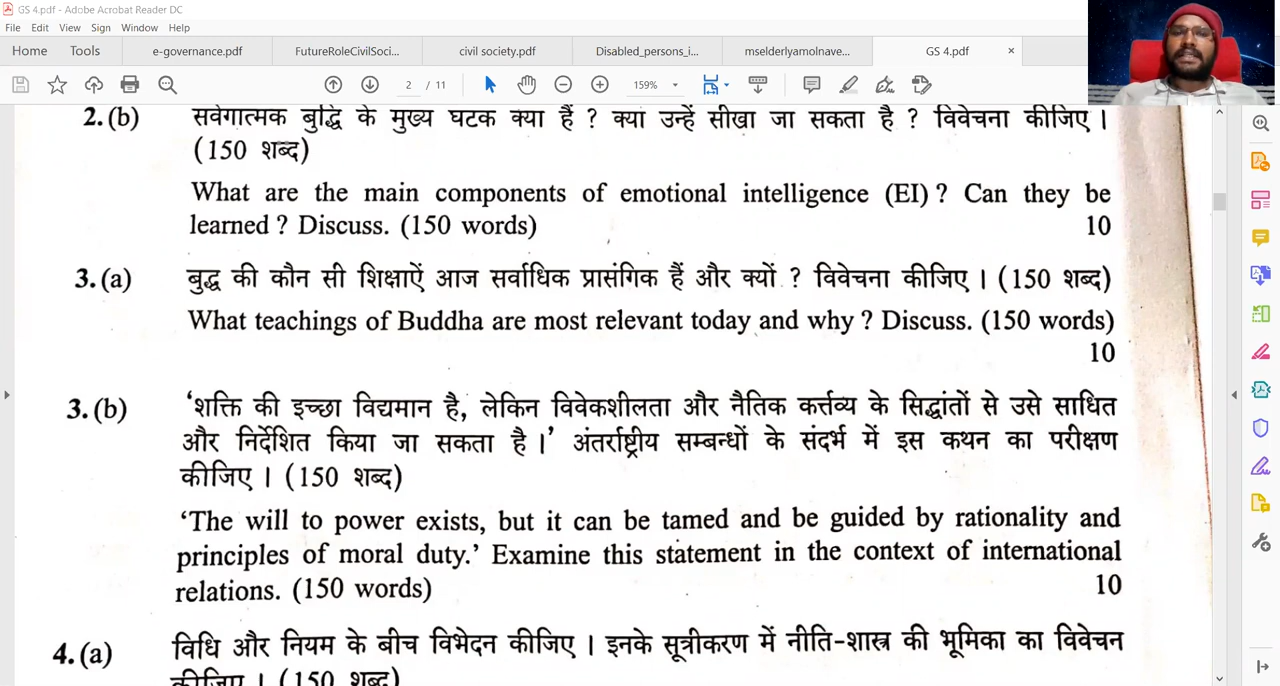 GS 4.pdf - Adobe Acrobat Reader DC
File Edit View Sign Window Help
Home Tools e-governance.pdf FutureRoleCivilSoci... civil society.pdf Disabled_persons_i... mselderlyamolnave... GS 4.pdf ×
2 / 11 159%
2.(b) संवेगात्मक बुद्धि के मुख्य घटक क्या हैं ? क्या उन्हें सीखा जा सकता है ? विवेचना कीजिए ।
(150 शब्द)
What are the main components of emotional intelligence (EI) ? Can they be
learned ? Discuss. (150 words) 10
3.(a) बुद्ध की कौन सी शिक्षाऐं आज सर्वाधिक प्रासंगिक हैं और क्यों ? विवेचना कीजिए । (150 शब्द)
What teachings of Buddha are most relevant today and why ? Discuss. (150 words)
10
3.(b) ‘शक्ति की इच्छा विद्यमान है, लेकिन विवेकशीलता और नैतिक कर्त्तव्य के सिद्धांतों से उसे साधित
और निर्देशित किया जा सकता है ।’ अंतर्राष्ट्रीय सम्बन्धों के संदर्भ में इस कथन का परीक्षण
कीजिए । (150 शब्द)
‘The will to power exists, but it can be tamed and be guided by rationality and
principles of moral duty.’ Examine this statement in the context of international
relations. (150 words) 10
4.(a) विधि और नियम के बीच विभेदन कीजिए । इनके सूत्रीकरण में नीति-शास्त्र की भूमिका का विवेचन
कीजिए । (150 शब्द)